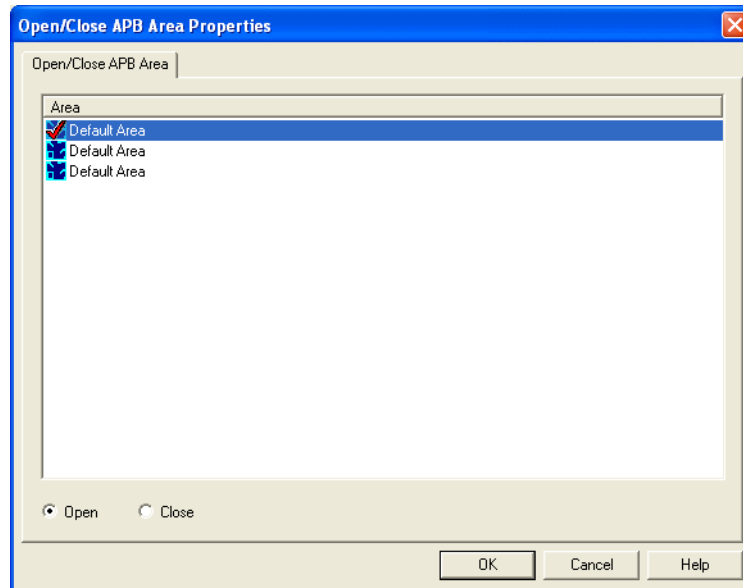 Open/Close APB Area Properties
Open/Close APB Area
Area
Default Area
Default Area
Default Area
Open Close
OK Cancel Help